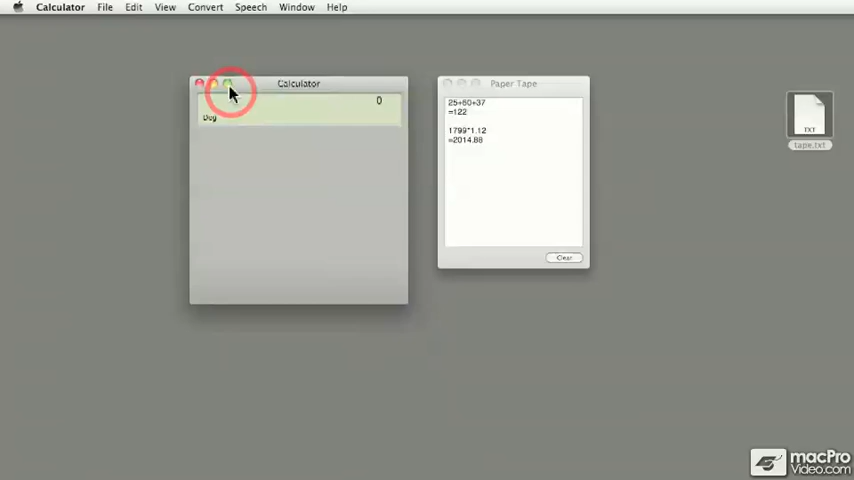 Calculator File Edit View Convert Speech Window Help
Calculator
0
Deg
Paper Tape
25+60+37
=122
1799*1.12
=2014.88
Clear
TXT
tape.txt
macPro
Video.com